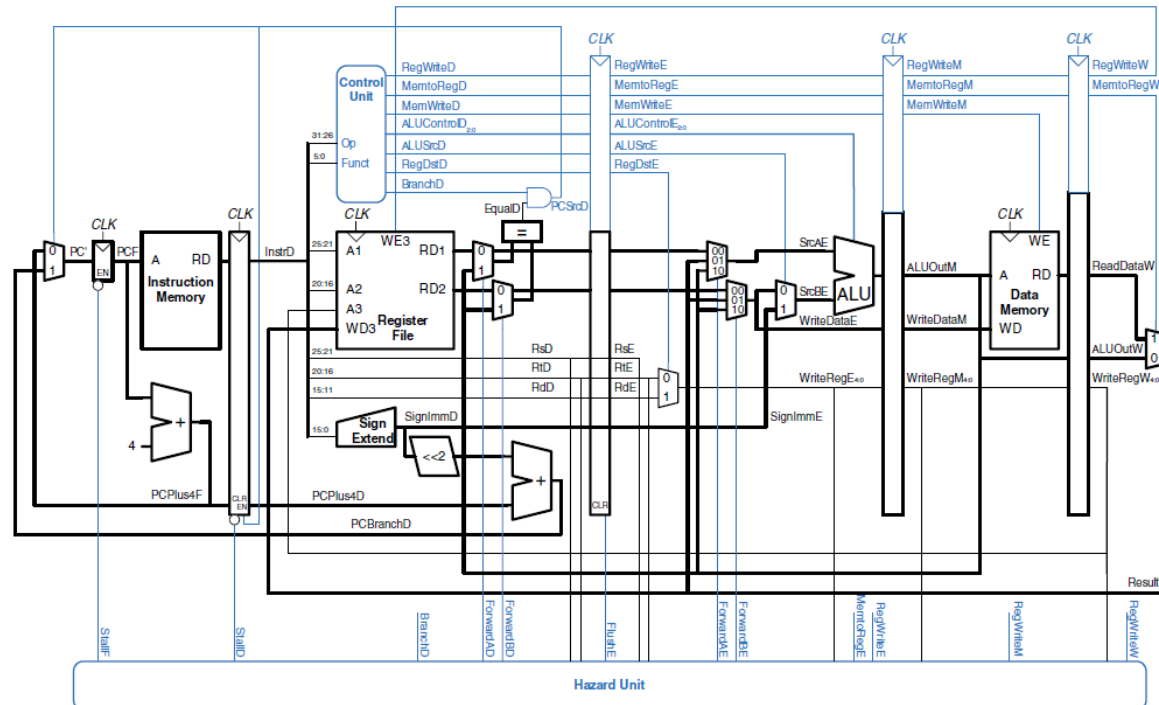 CLK
CLK
CLK
Control
Unit
RegWriteD
MemtoRegD
MemWriteD
ALUControlD2:0
ALUSrcD
RegDstD
BranchD
RegWriteE
MemtoRegE
MemWriteE
ALUControlE2:0
ALUSrcE
RegDstE
RegWriteM
MemtoRegM
MemWriteM
RegWriteW
MemtoRegW
31:26
Op
5:0
Funct
PCSrcD
EqualD
=
CLK
CLK
CLK
CLK
0
1
PC'
PCF
EN
A RD
Instruction
Memory
InstrD
25:21
A1
WE3
RD1
20:16
A2
RD2
A3
WD3
Register
File
0
1
0
1
00
01
10
00
01
10
SrcAE
0
1
SrcBE
ALU
WriteDataE
ALUOutM
WriteDataM
WE
A RD
Data
Memory
WD
ReadDataW
ALUOutW
1
0
25:21
RsD
RsE
20:16
RtD
RtE
15:11
RdD
RdE
0
1
WriteRegE4:0
WriteRegM4:0
WriteRegW4:0
15:0
Sign
Extend
SignImmD
SignImmE
<<2
+
4
+
PCPlus4F
CLR
EN
PCPlus4D
CLR
PCBranchD
Result
StallF
StallD
BranchD
ForwardAD
ForwardBD
FlushE
ForwardAE
ForwardBE
MemtoRegE
RegWriteE
RegWriteM
RegWriteW
Hazard Unit